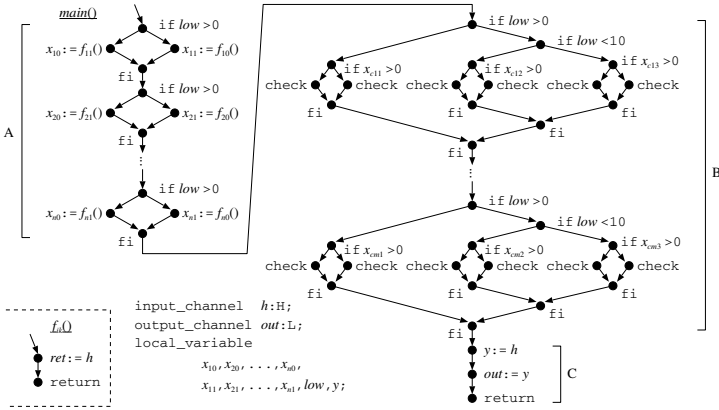 main()
if low>0
x10:= f11() x11:= f10()
fi
if low>0
x20:= f21() x21:= f20()
fi
...
if low>0
xn0:= fn1() xn1:= fn0()
fi
A
if low>0
if low<10
if xc11>0 if xc12>0 if xc13>0
check check check check check check
fi fi fi
fi
fi
...
if low>0
if low<10
if xcm1>0 if xcm2>0 if xcm3>0
check check check check check check
fi fi fi
fi
fi
B
y:= h
out:= y
return
C
fik()
ret:= h
return
input_channel h:H;
output_channel out:L;
local_variable
x10,x20,...,xn0,
x11,x21,...,xn1,low,y;